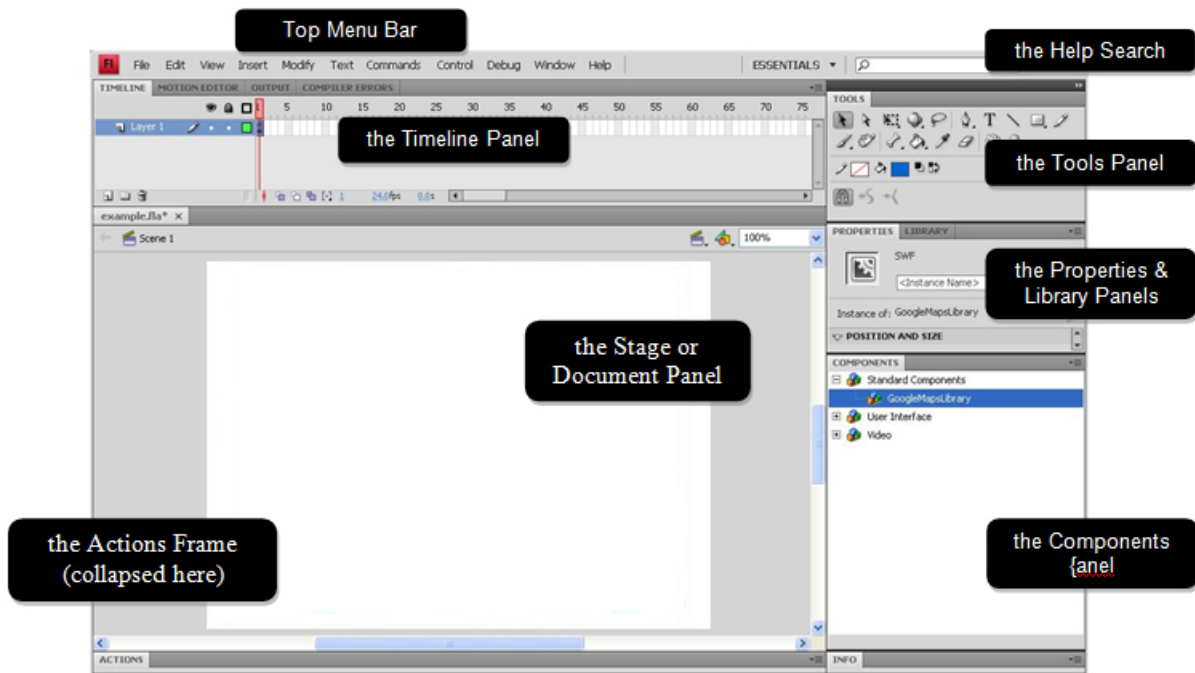 Top Menu Bar
the Help Search
Fl File Edit View Insert Modify Text Commands Control Debug Window Help ESSENTIALS
TIMELINE MOTION EDITOR OUTPUT COMPILER ERRORS
TOOLS
1 5 10 15 20 25 30 35 40 45 50 55 60 65 70 75
Layer 1
the Timeline Panel
the Tools Panel
1 24.0fps 0.0s
example.fla* ×
Scene 1 100%
PROPERTIES LIBRARY
SWF
<Instance Name>
the Properties &
Library Panels
Instance of: GoogleMapsLibrary
POSITION AND SIZE
the Stage or
Document Panel
COMPONENTS
Standard Components
GoogleMapsLibrary
User Interface
Video
the Actions Frame
(collapsed here)
the Components
{anel
ACTIONS
INFO